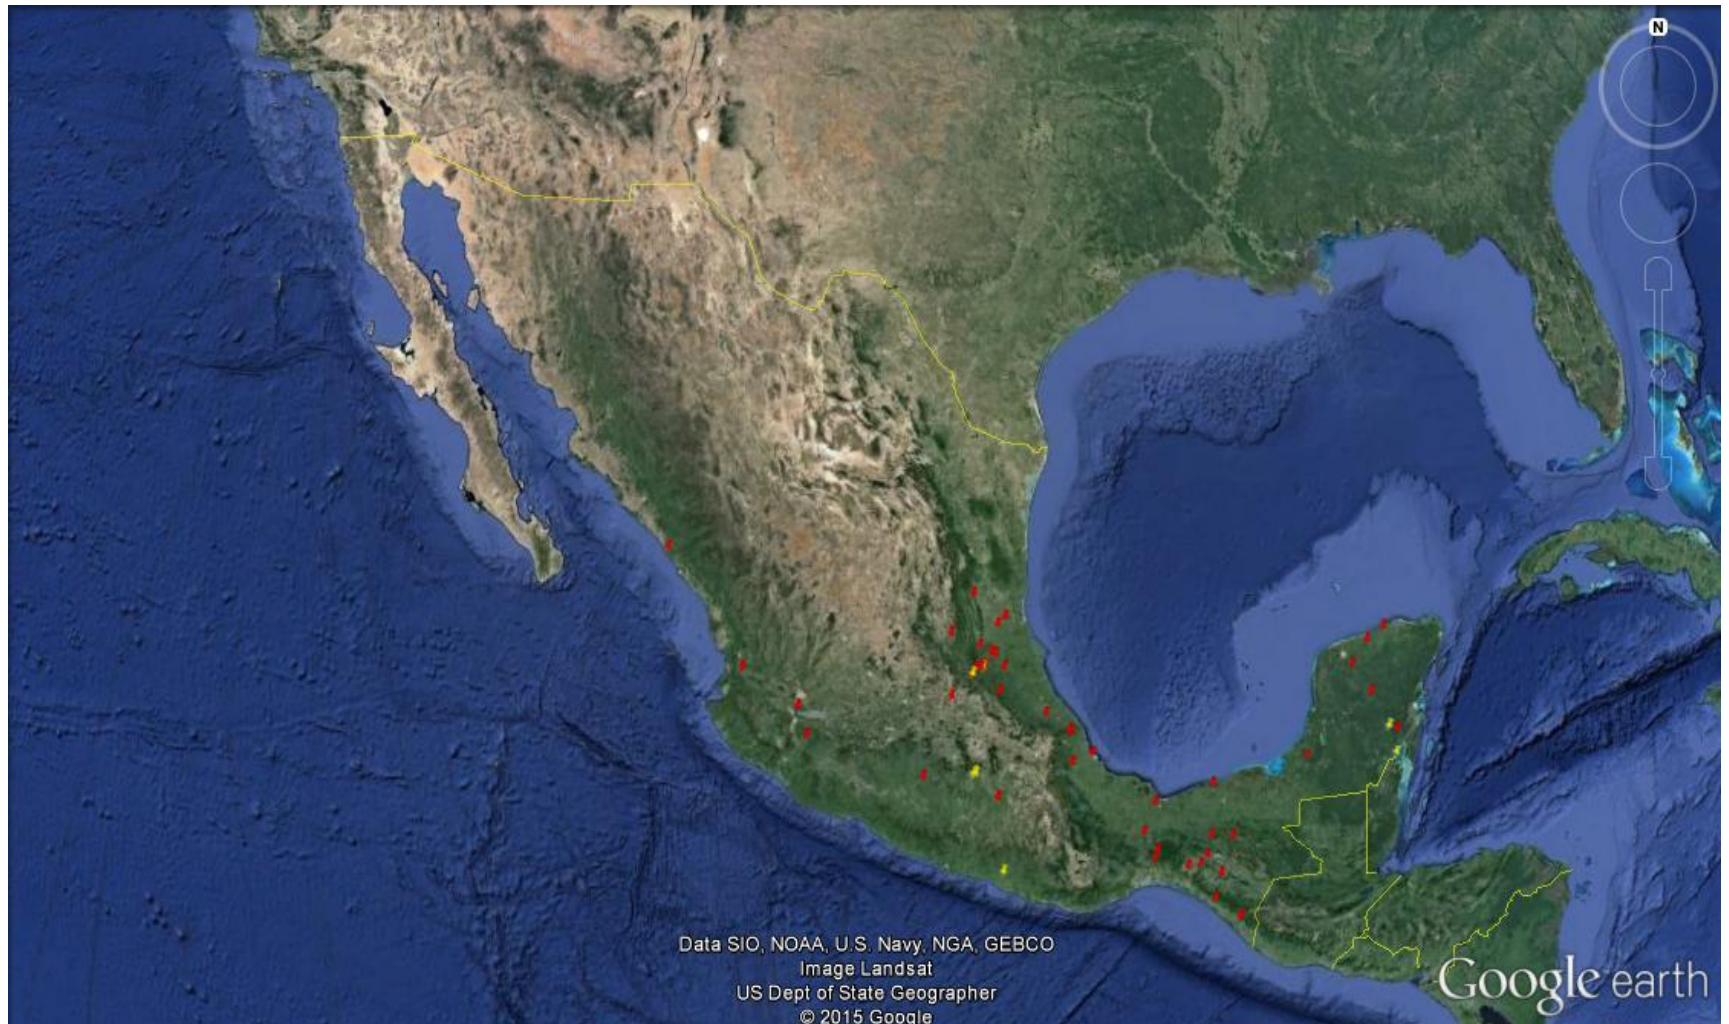 N
Data SIO, NOAA, U.S. Navy, NGA, GEBCO
Image Landsat
US Dept of State Geographer
© 2015 Google
Google earth